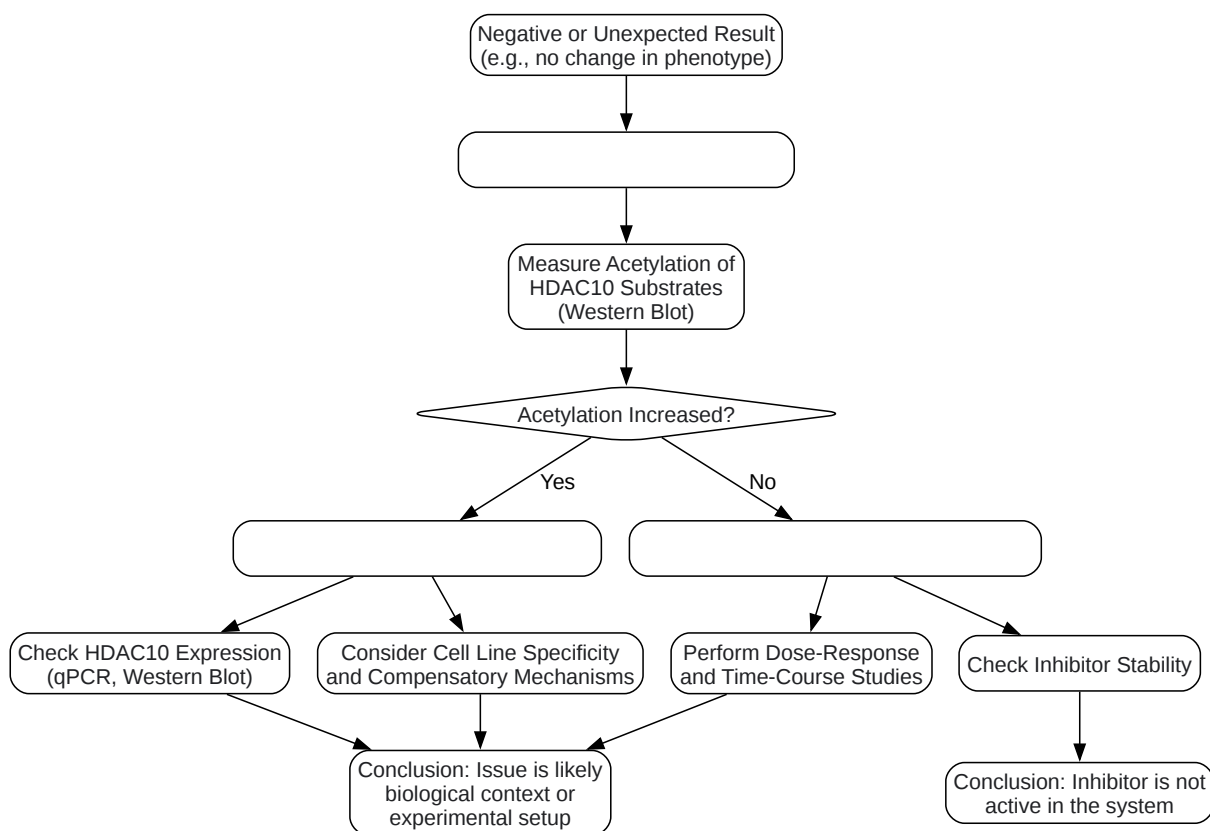 Negative or Unexpected Result
(e.g., no change in phenotype)
Measure Acetylation of
HDAC10 Substrates
(Western Blot)
Acetylation Increased?
Yes
No
Check HDAC10 Expression
(qPCR, Western Blot)
Consider Cell Line Specificity
and Compensatory Mechanisms
Perform Dose-Response
and Time-Course Studies
Check Inhibitor Stability
Conclusion: Issue is likely
biological context or
experimental setup
Conclusion: Inhibitor is not
active in the system